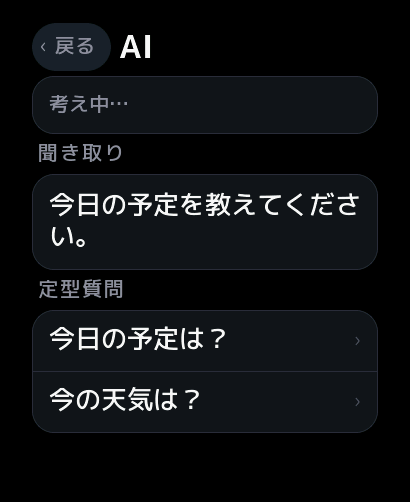 ‹ 戻る AI
考え中…
聞き取り
今日の予定を教えてくださ
い。
定型質問
今日の予定は？ ›
今の天気は？ ›